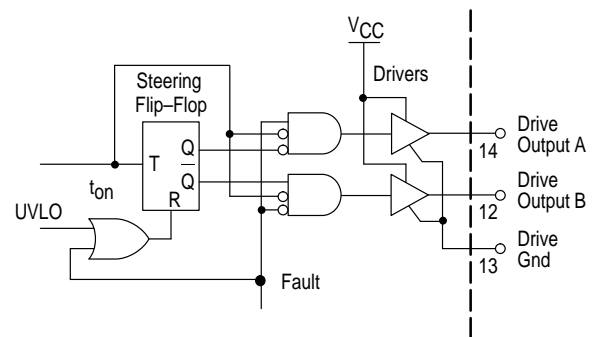 VCC
Steering
Flip–Flop
Drivers
T
Q
Q
R
ton
UVLO
Fault
14
Drive
Output A
12
Drive
Output B
13
Drive
Gnd